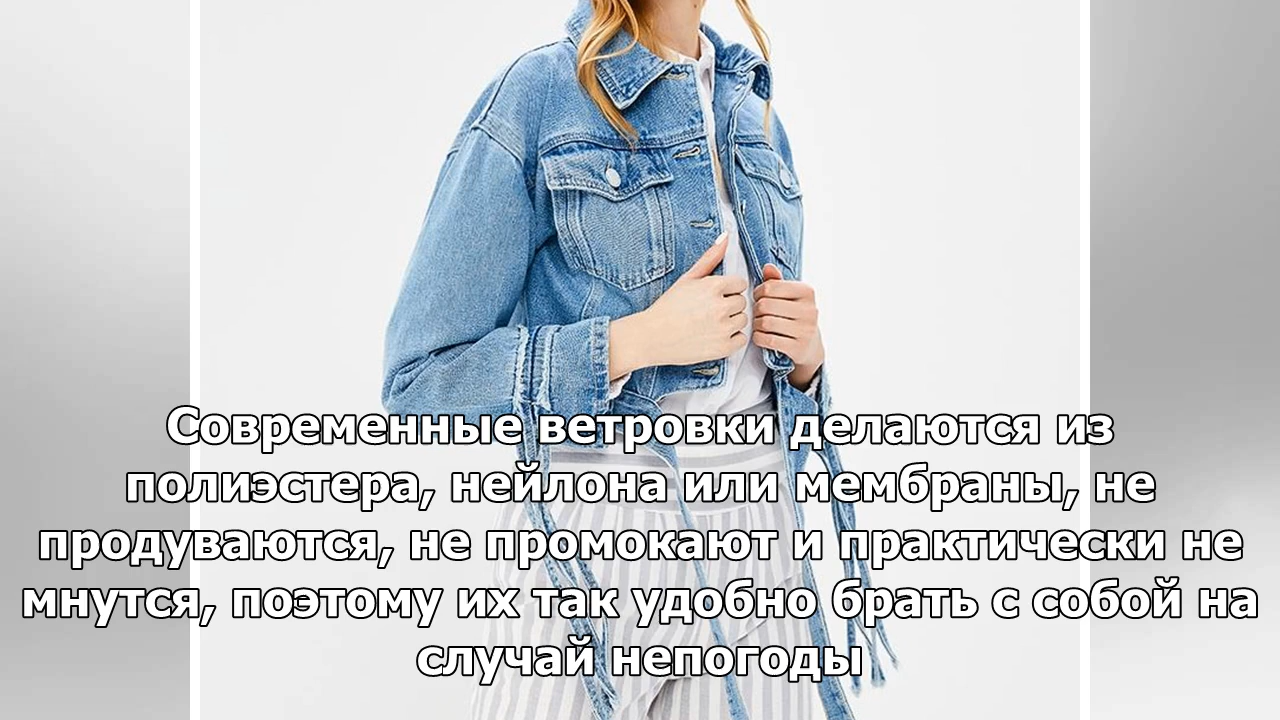 Современные ветровки делаются из
полиэстера, нейлона или мембраны, не
продуваются, не промокают и практически не
мнутся, поэтому их так удобно брать с собой на
случай непогоды